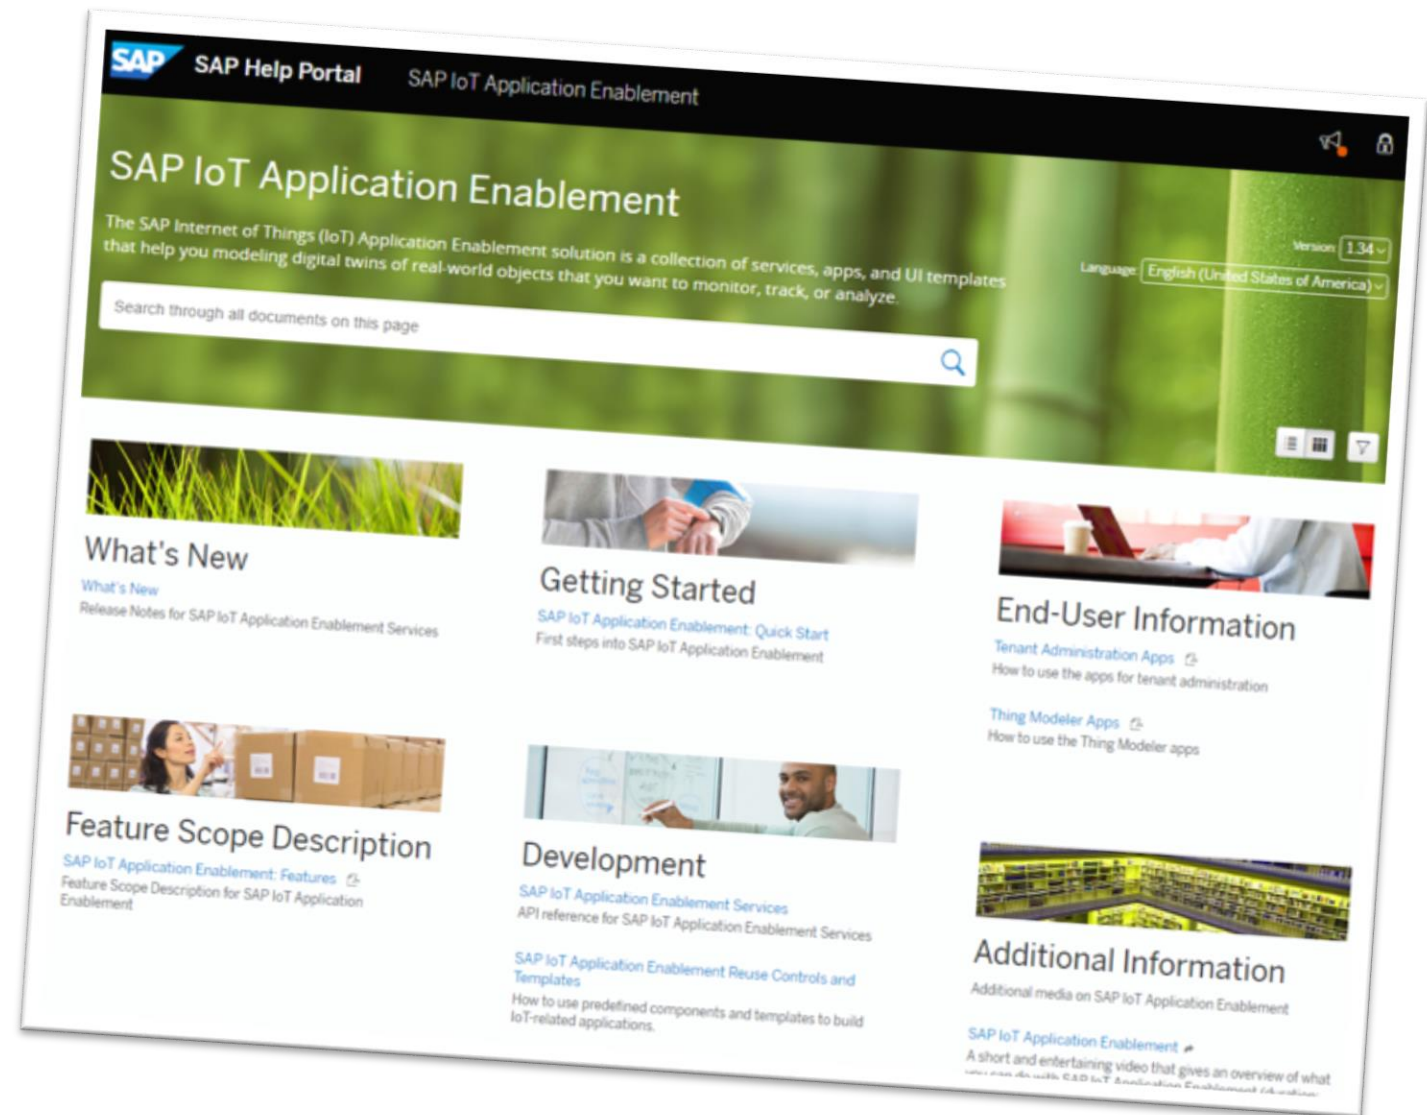 SAP SAP Help Portal SAP IoT Application Enablement
SAP IoT Application Enablement
The SAP Internet of Things (IoT) Application Enablement solution is a collection of services, apps, and UI templates
that help you modeling digital twins of real-world objects that you want to monitor, track, or analyze.
Version: 1.34
Language: English (United States of America)
Search through all documents on this page
What's New
What's New
Release Notes for SAP IoT Application Enablement Services
Getting Started
SAP IoT Application Enablement: Quick Start
First steps into SAP IoT Application Enablement
End-User Information
Tenant Administration Apps
How to use the apps for tenant administration
Thing Modeler Apps
How to use the Thing Modeler apps
Feature Scope Description
SAP IoT Application Enablement: Features
Feature Scope Description for SAP IoT Application
Enablement
Development
SAP IoT Application Enablement Services
API reference for SAP IoT Application Enablement Services
SAP IoT Application Enablement Reuse Controls and
Templates
How to use predefined components and templates to build
IoT-related applications.
Additional Information
Additional media on SAP IoT Application Enablement
SAP IoT Application Enablement
A short and entertaining video that gives an overview of what
you can do with SAP IoT Application Enablement (duration: